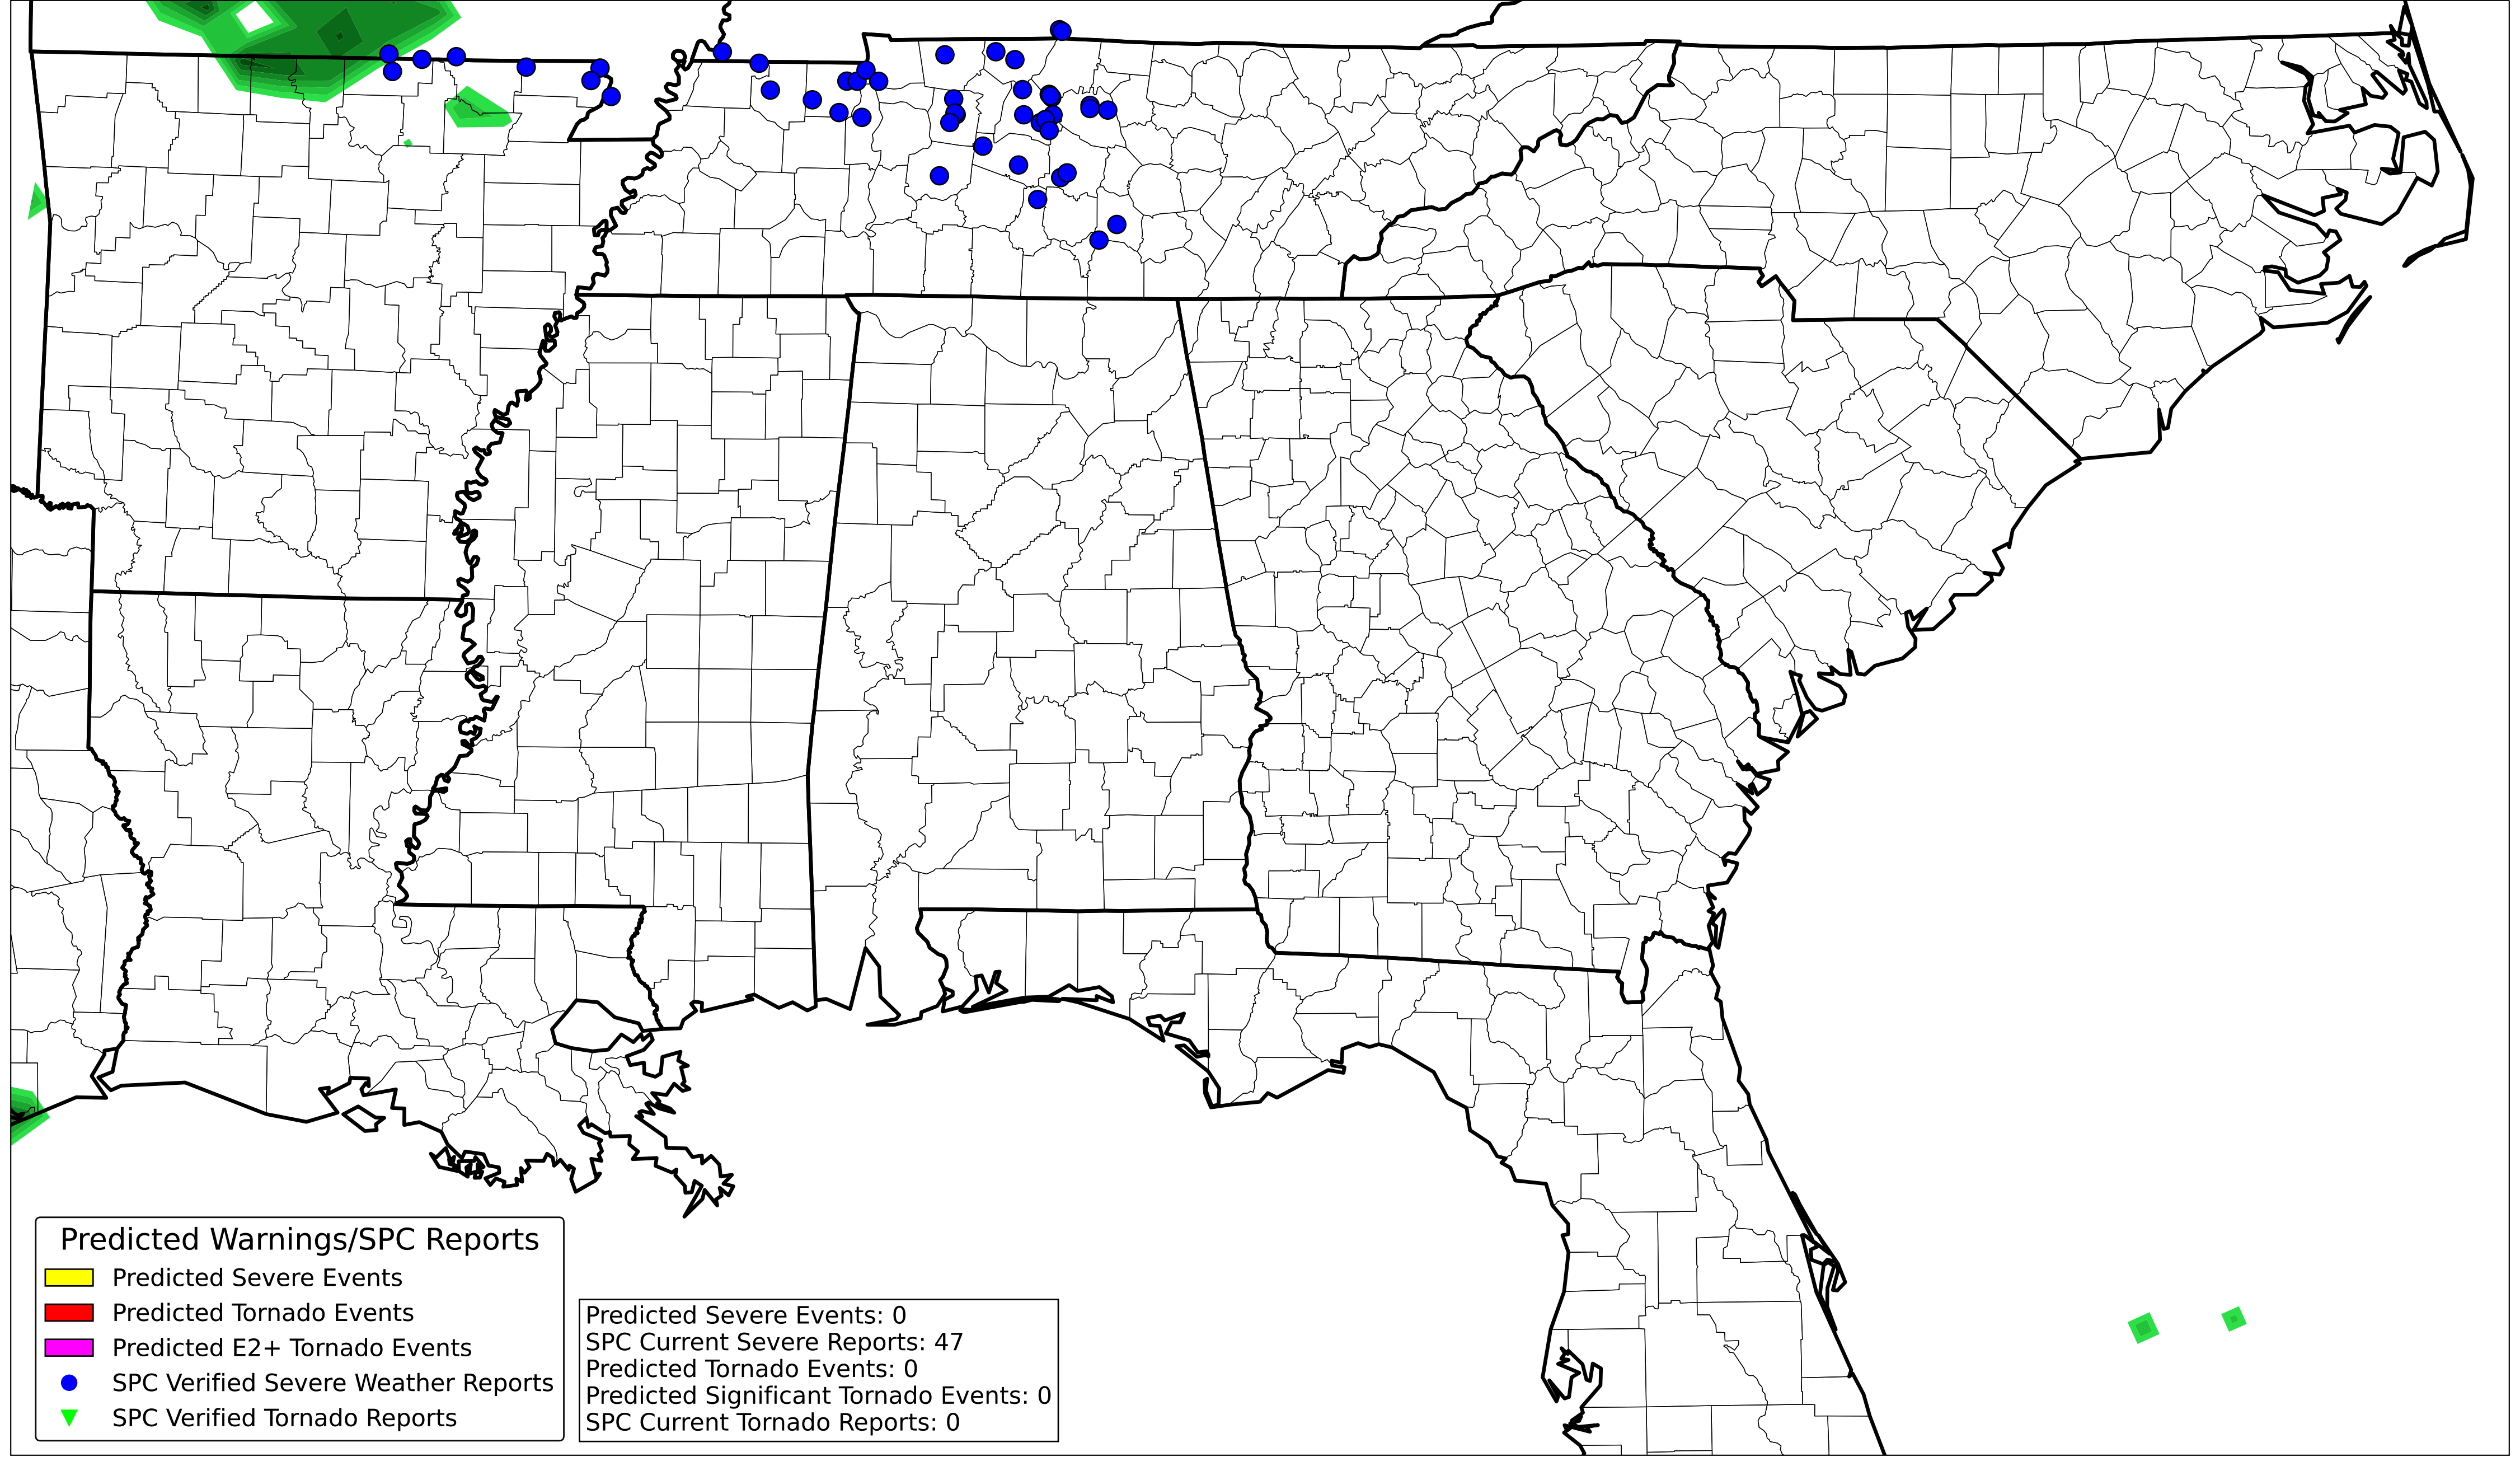 Predicted Warnings/SPC Reports
Predicted Severe Events
Predicted Tornado Events
Predicted E2+ Tornado Events
SPC Verified Severe Weather Reports
SPC Verified Tornado Reports
Predicted Severe Events: 0
SPC Current Severe Reports: 47
Predicted Tornado Events: 0
Predicted Significant Tornado Events: 0
SPC Current Tornado Reports: 0